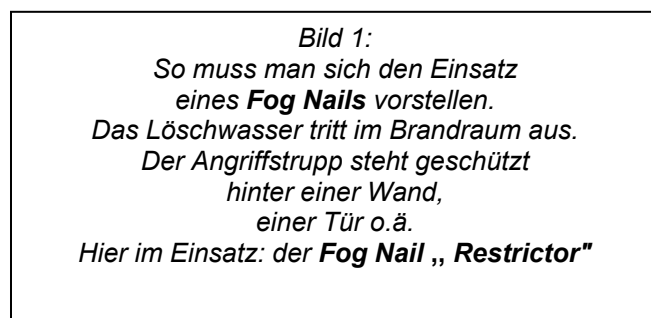 Bild 1:
So muss man sich den Einsatz
eines Fog Nails vorstellen.
Das Löschwasser tritt im Brandraum aus.
Der Angriffstrupp steht geschützt
hinter einer Wand,
einer Tür o.ä.
Hier im Einsatz: der Fog Nail ,, Restrictor"